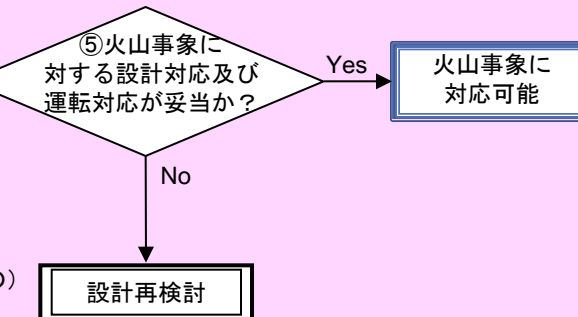 ⑤火山事象に
対する設計対応及び
運転対応が妥当か？
Yes
火山事象に
対応可能
No
設計再検討